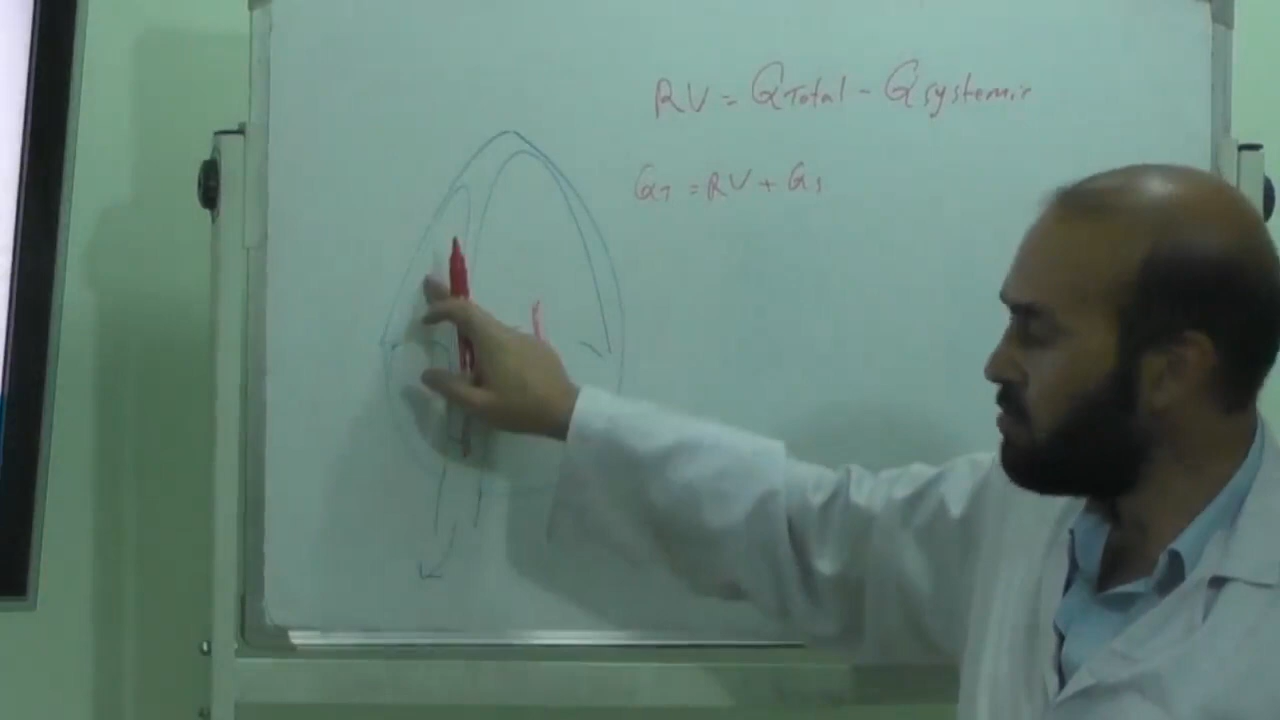 RV = QTotal - Qsystemic
QT = RV + QS